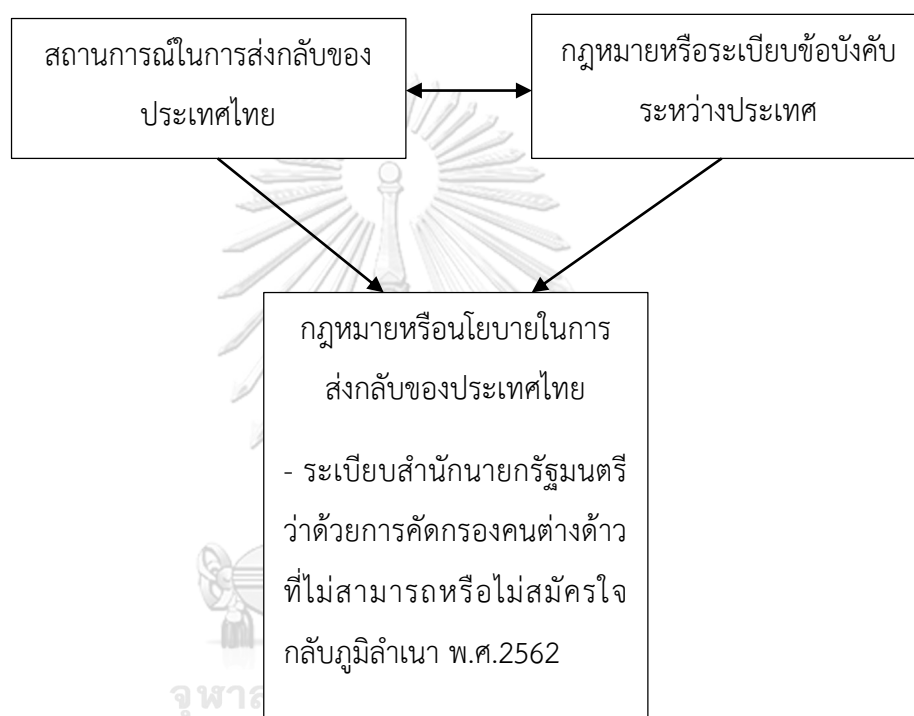 สถานการณ์ในการส่งกลับของ
ประเทศไทย
กฎหมายหรือระเบียบข้อบังคับ
ระหว่างประเทศ
กฎหมายหรือนโยบายในการ
ส่งกลับของประเทศไทย
- ระเบียบสำนักนายกรัฐมนตรี
ว่าด้วยการคัดกรองคนต่างด้าว
ที่ไม่สามารถหรือไม่สมัครใจ
กลับภูมิลำเนา พ.ศ.2562